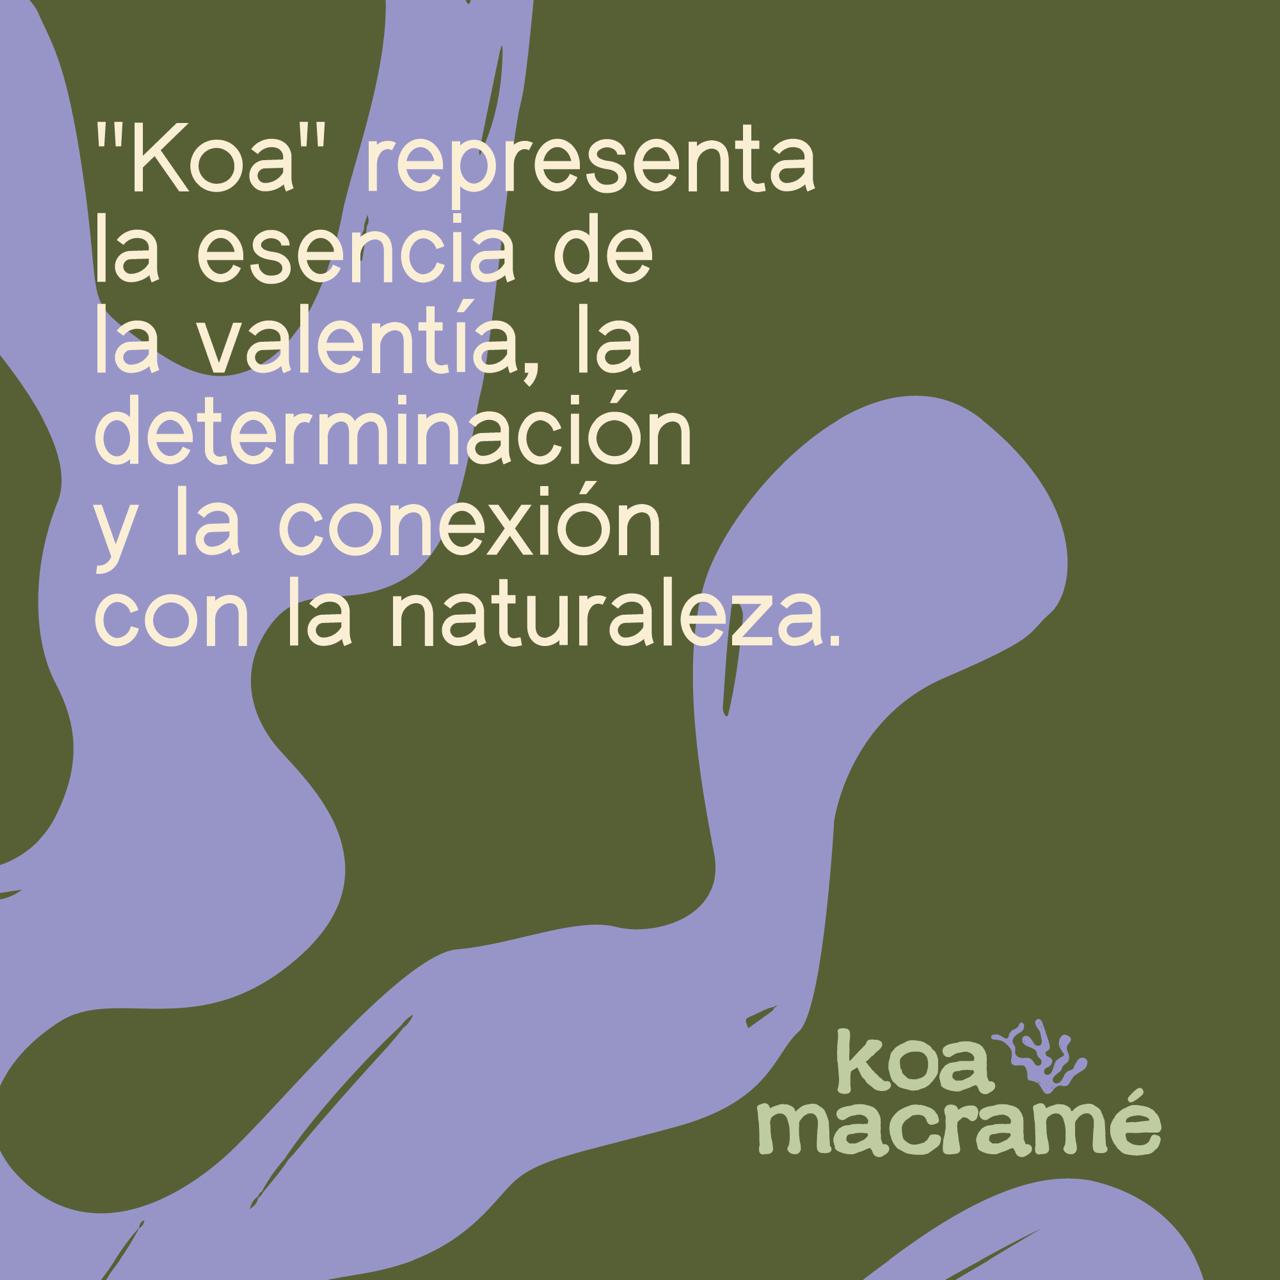 "Koa" representa
la esencia de
la valentía, la
determinación
y la conexión
con la naturaleza.
koa
macramé